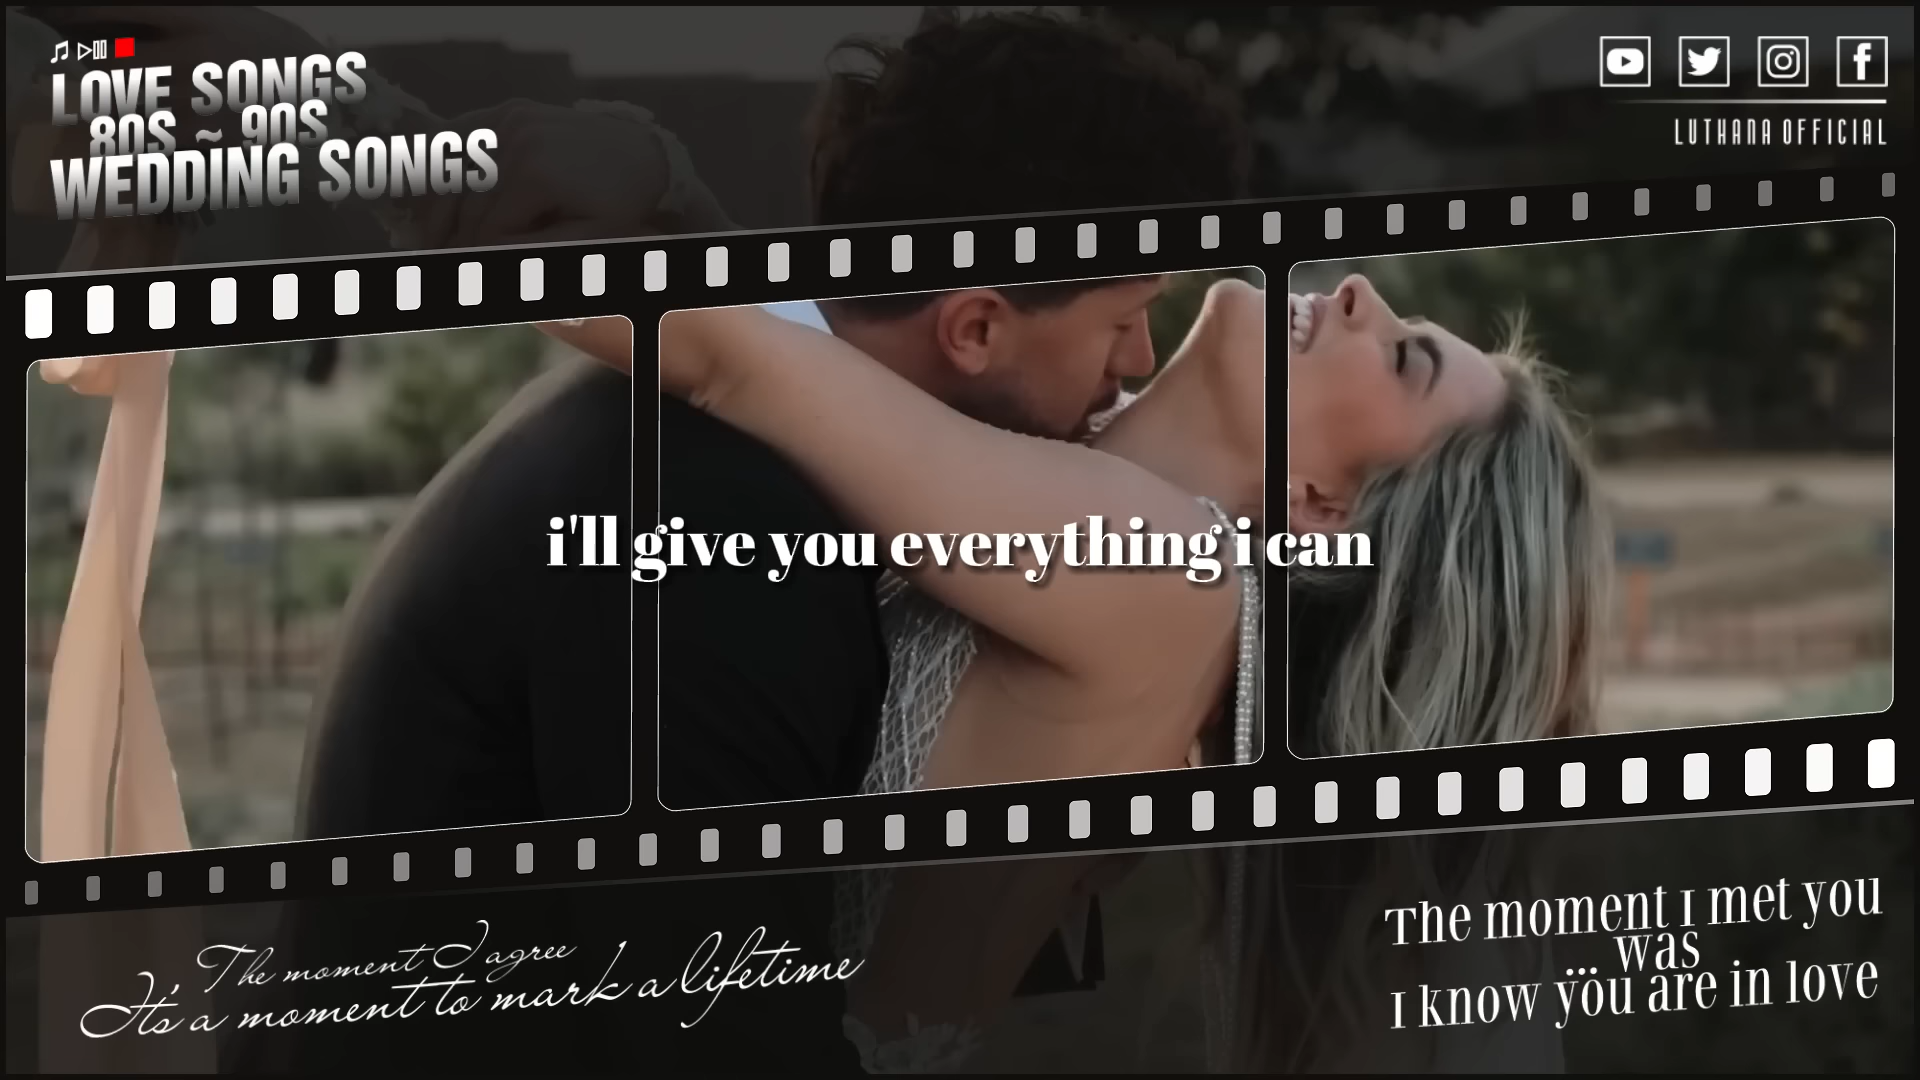 LOVE SONGS
80S ~ 90S
WEDDING SONGS
LUTHANA OFFICIAL
i'll give you everything i can
The moment I agree
It's a moment to mark a lifetime
The moment I met you
was
I know you are in love